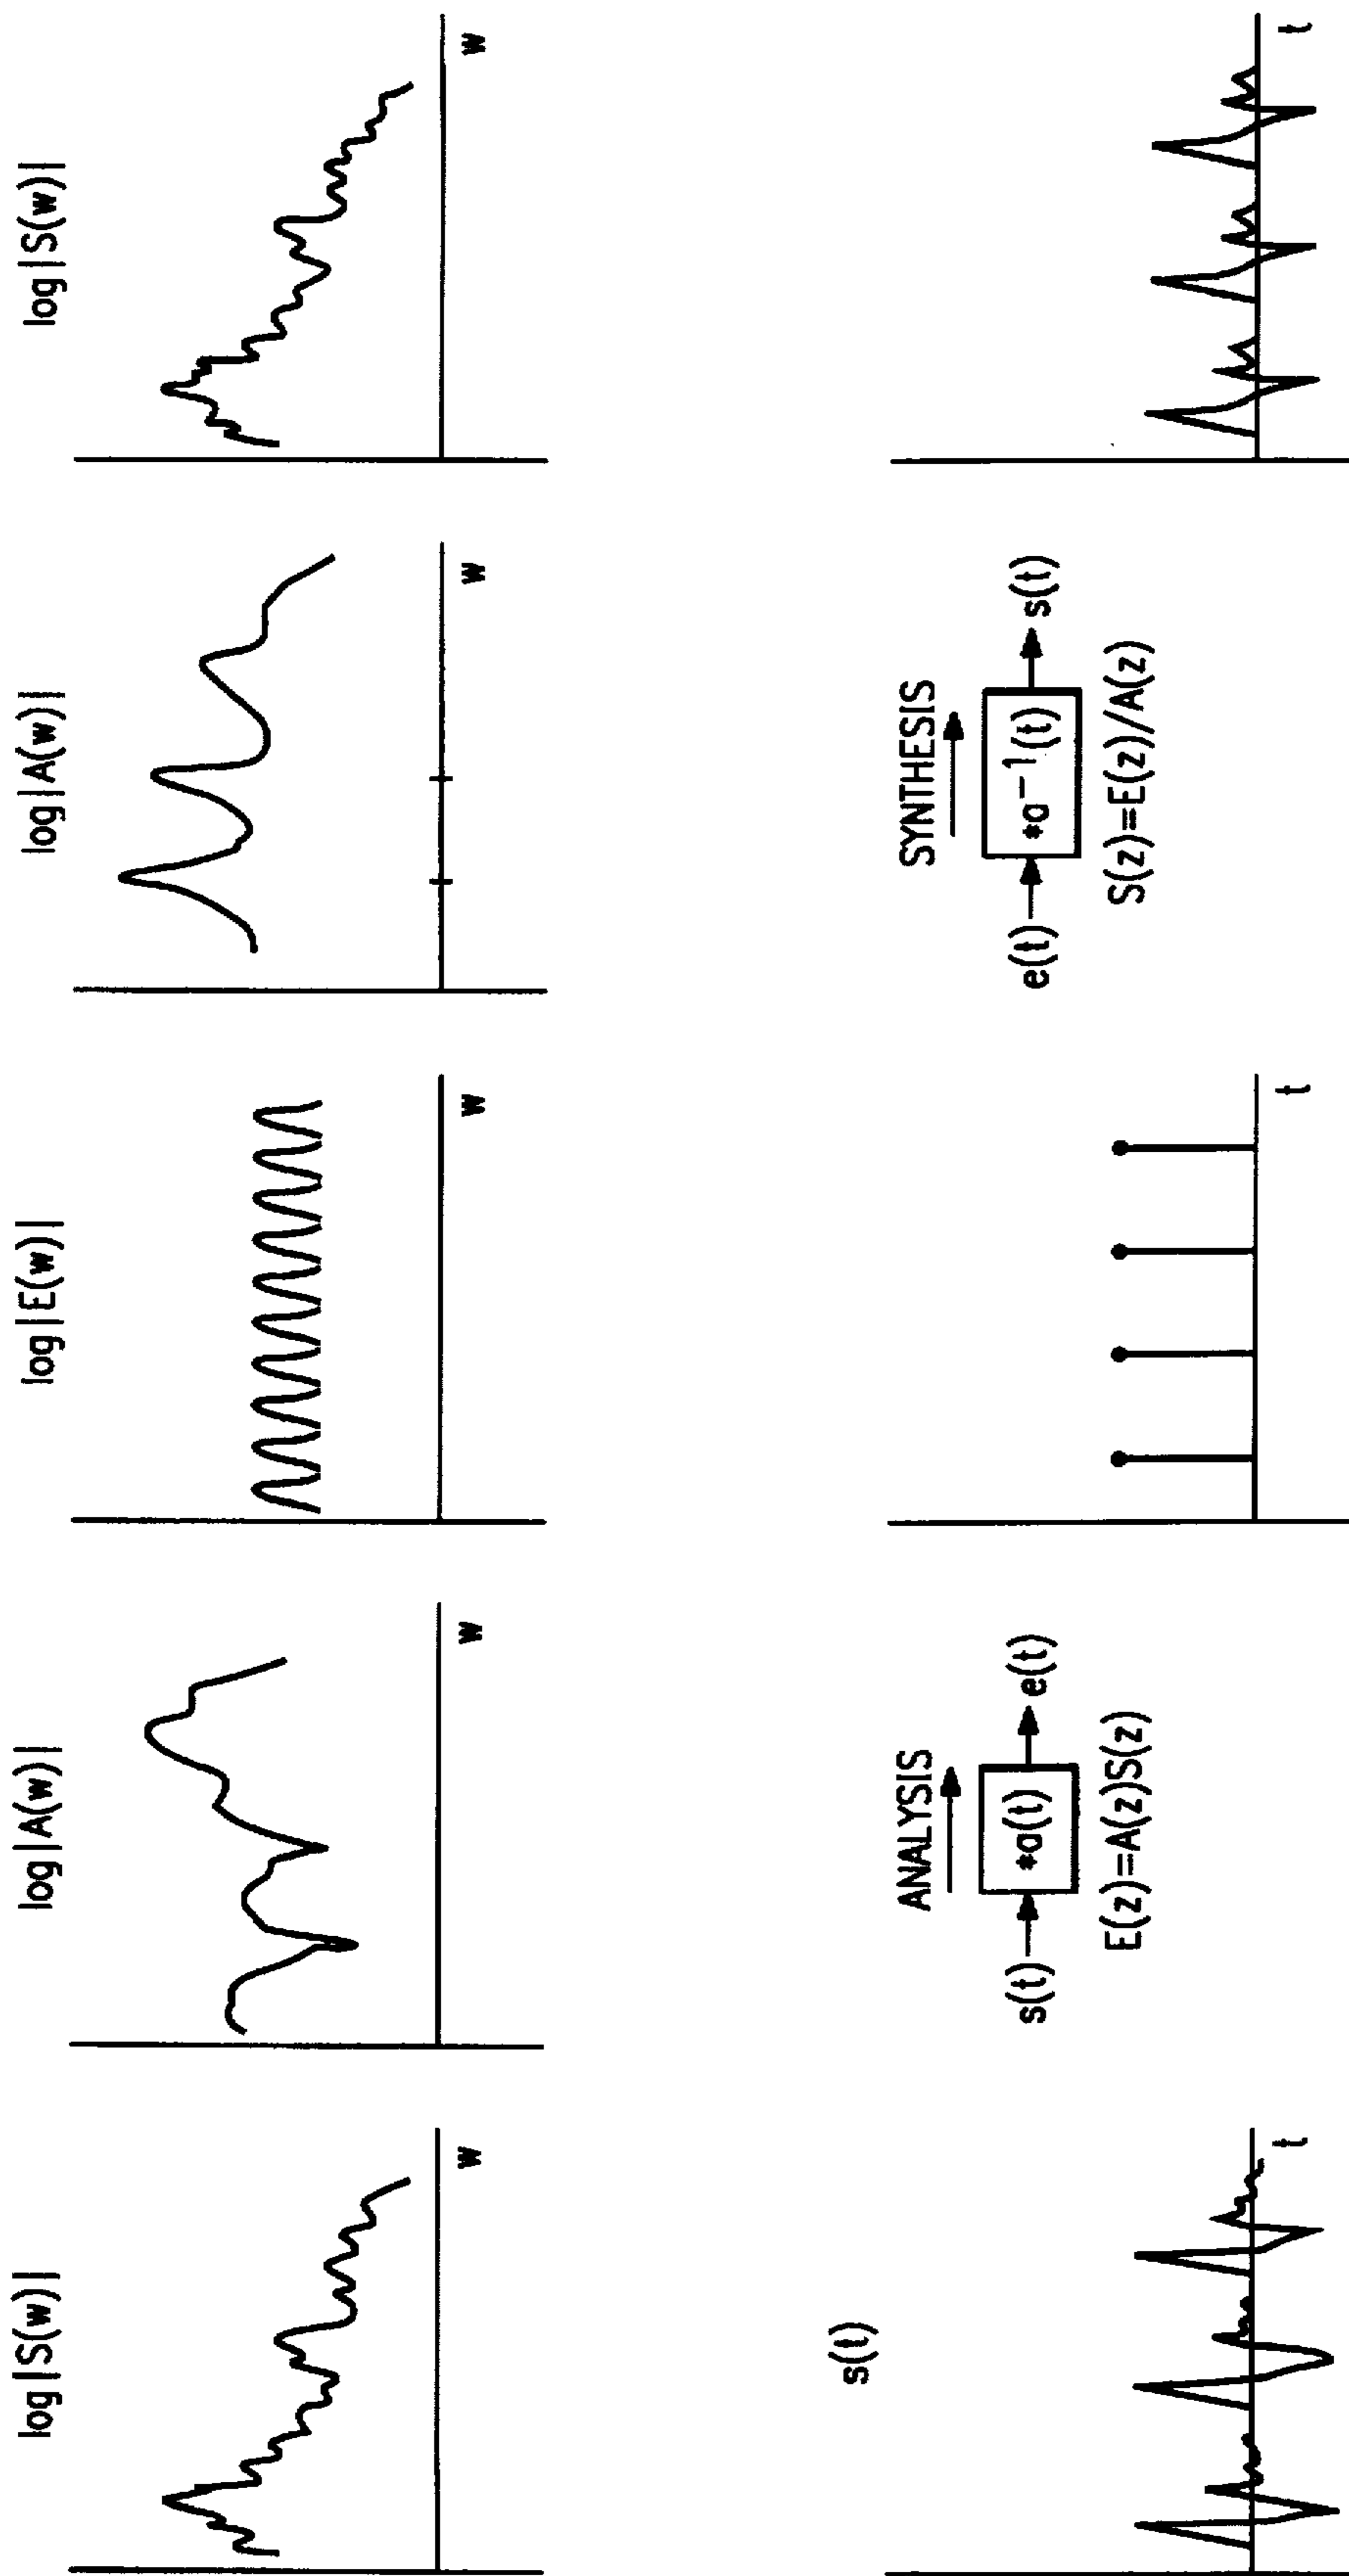 log|S(w)|
w
log|A(w)|
w
log|E(w)|
w
log|A(w)|
w
log|S(w)|
w
s(t)
t
ANALYSIS
s(t)
*a(t)
e(t)
E(z)=A(z)S(z)
t
SYNTHESIS
e(t)
*a-1(t)
s(t)
S(z)=E(z)/A(z)
t